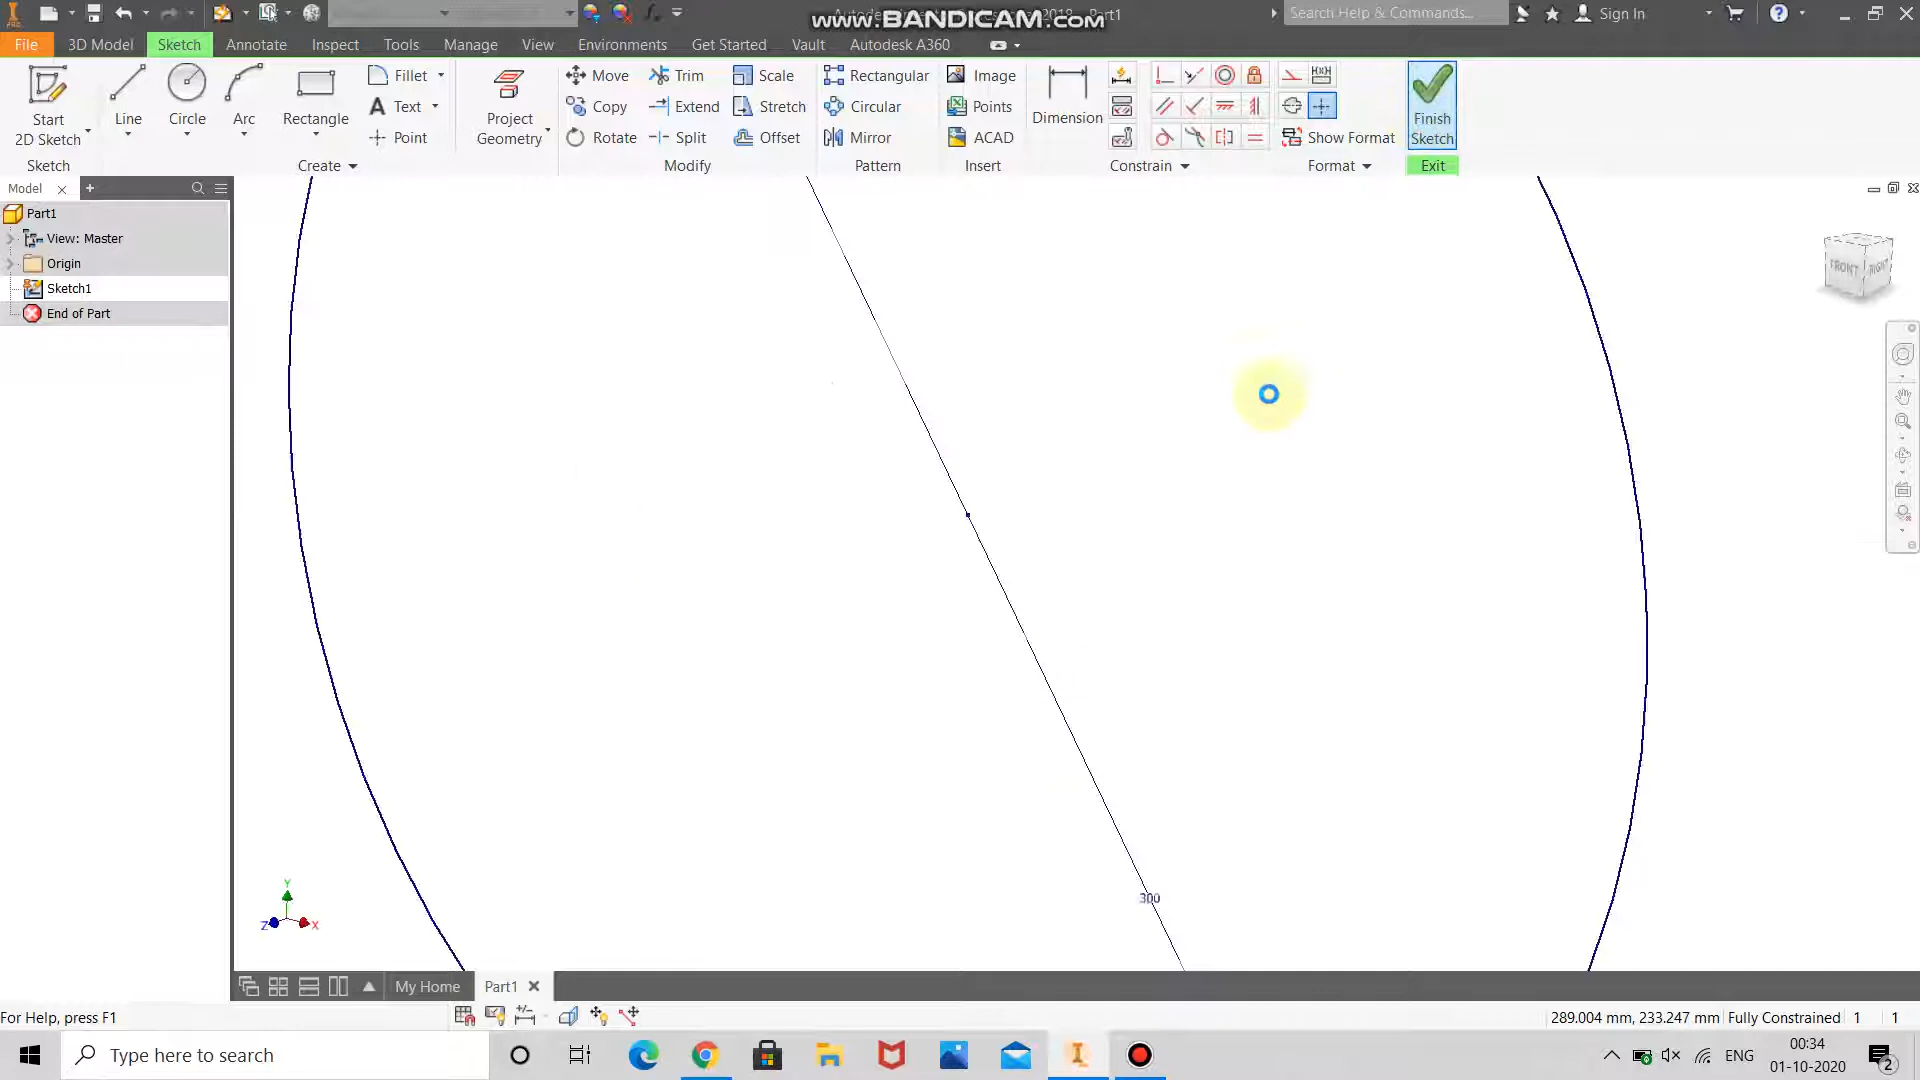 www.BANDICAM.com
2018 Part1
Search Help & Commands...
Sign In
File 3D Model Sketch Annotate Inspect Tools Manage View Environments Get Started Vault Autodesk A360
Start 2D Sketch
Line
Circle
Arc
Rectangle
Fillet
Text
Point
Project Geometry
Move
Copy
Rotate
Trim
Extend
Split
Scale
Stretch
Offset
Rectangular
Circular
Mirror
Image
Points
ACAD
Dimension
Show Format
Finish Sketch
Sketch Create Modify Pattern Insert Constrain Format Exit
Model
Part1
View: Master
Origin
Sketch1
End of Part
FRONT RIGHT
300
Y
Z X
My Home Part1
For Help, press F1
289.004 mm, 233.247 mm Fully Constrained 1 1
Type here to search
ENG
00:34
01-10-2020
2